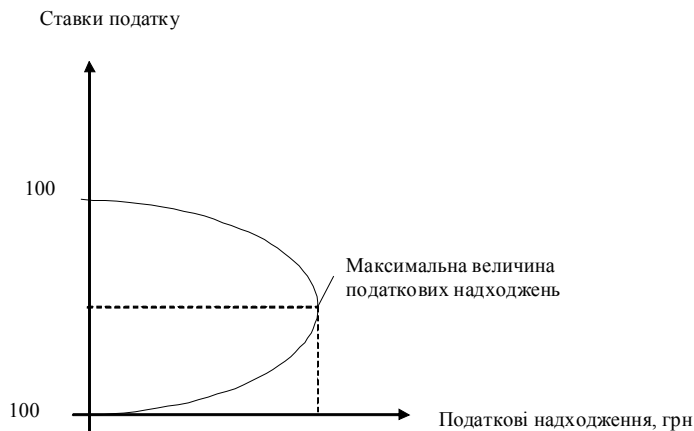 Ставки податку
100
Максимальна величина
податкових надходжень
100
Податкові надходження, грн